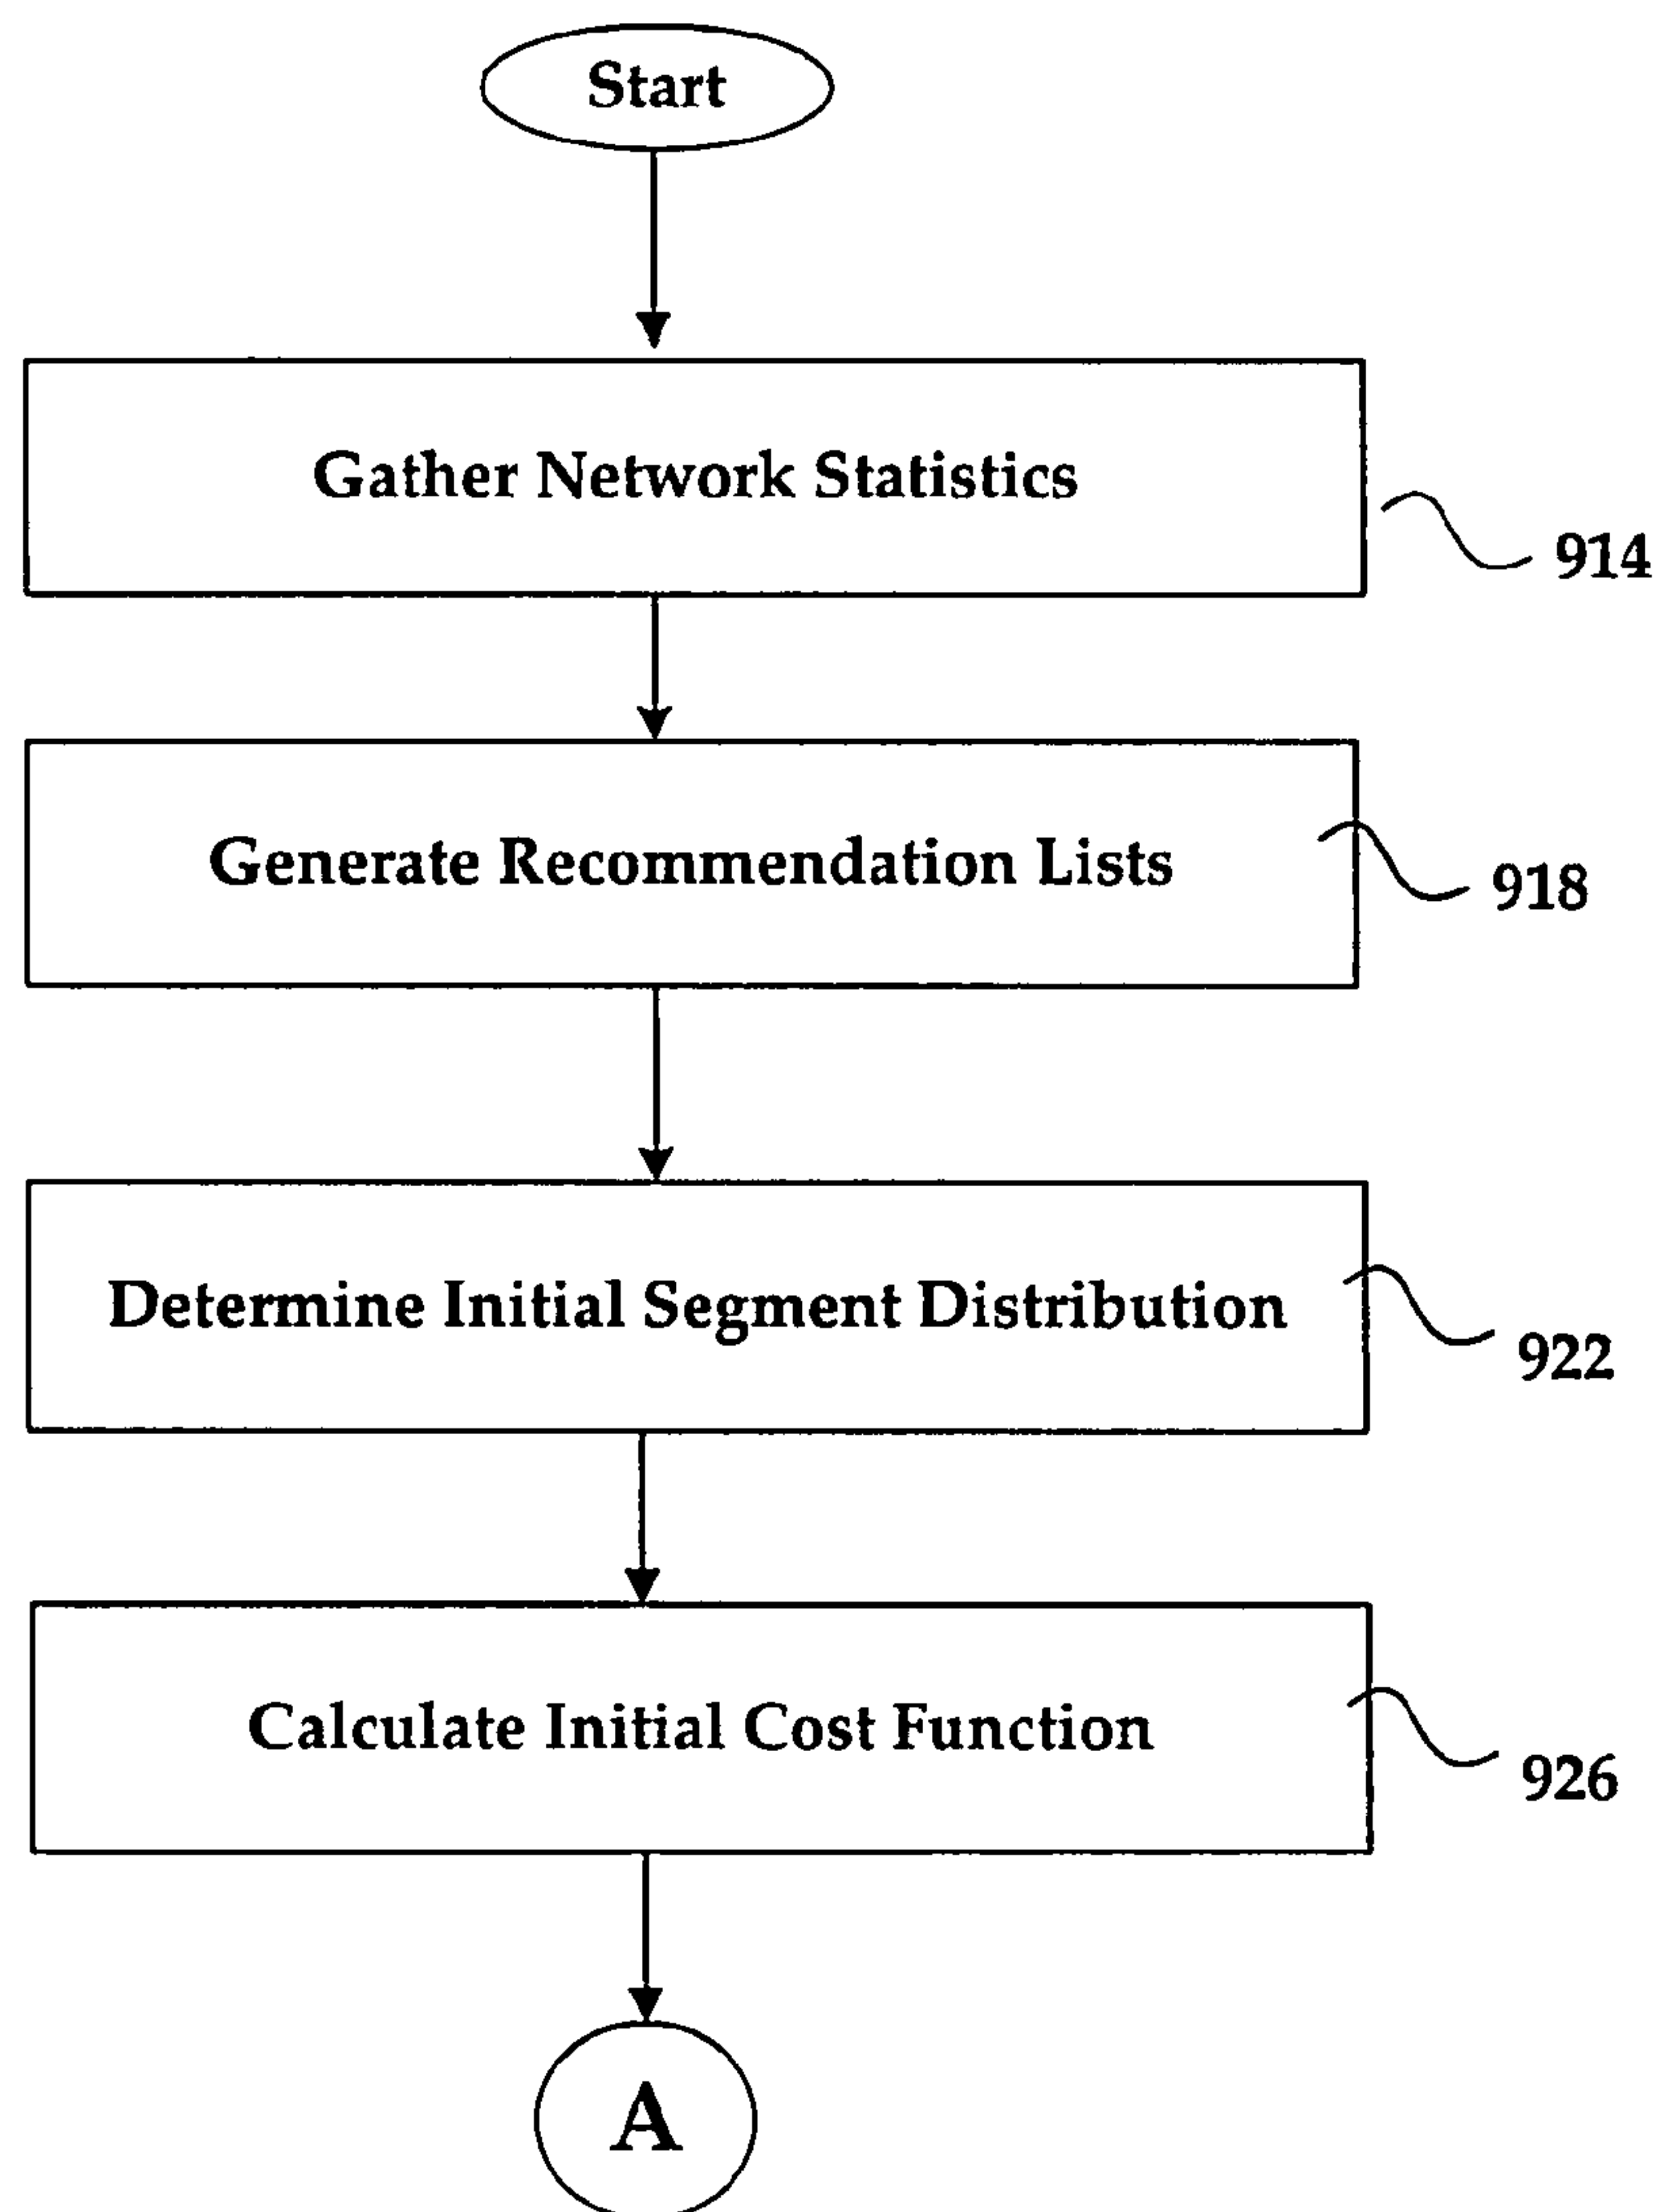 Start
Gather Network Statistics
914
Generate Recommendation Lists
918
Determine Initial Segment Distribution
922
Calculate Initial Cost Function
926
A